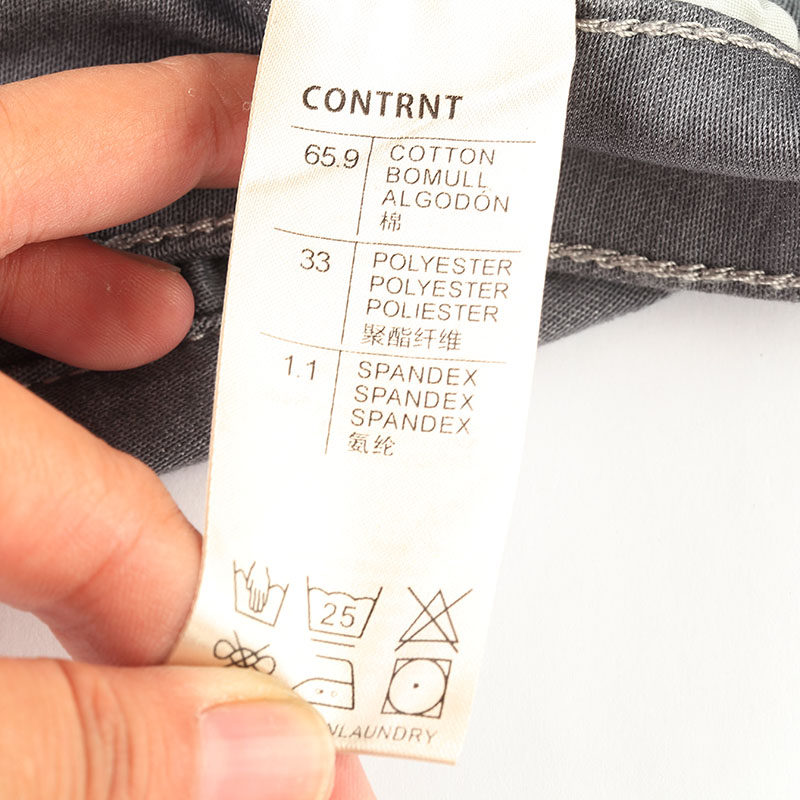 CONTRNT
65.9 COTTON
BOMULL
ALGODÓN
棉
33 POLYESTER
POLYESTER
POLIESTER
聚酯纤维
1.1 SPANDEX
SPANDEX
SPANDEX
氨纶
25